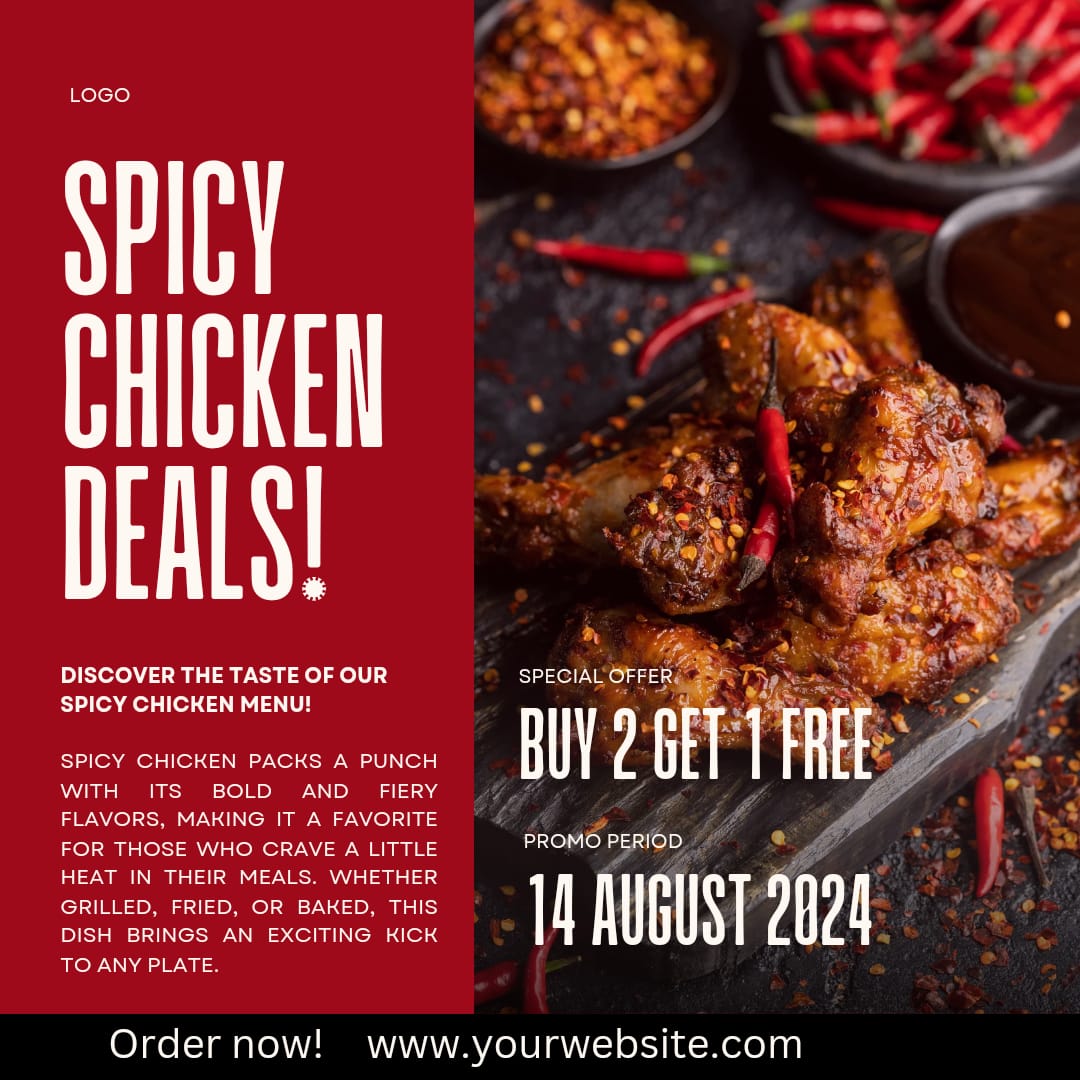 LOGO
SPICY
CHICKEN
DEALS!
DISCOVER THE TASTE OF OUR
SPICY CHICKEN MENU!
SPICY CHICKEN PACKS A PUNCH
WITH ITS BOLD AND FIERY
FLAVORS, MAKING IT A FAVORITE
FOR THOSE WHO CRAVE A LITTLE
HEAT IN THEIR MEALS. WHETHER
GRILLED, FRIED, OR BAKED, THIS
DISH BRINGS AN EXCITING KICK
TO ANY PLATE.
SPECIAL OFFER
BUY 2 GET 1 FREE
PROMO PERIOD
14 AUGUST 2024
Order now! www.yourwebsite.com